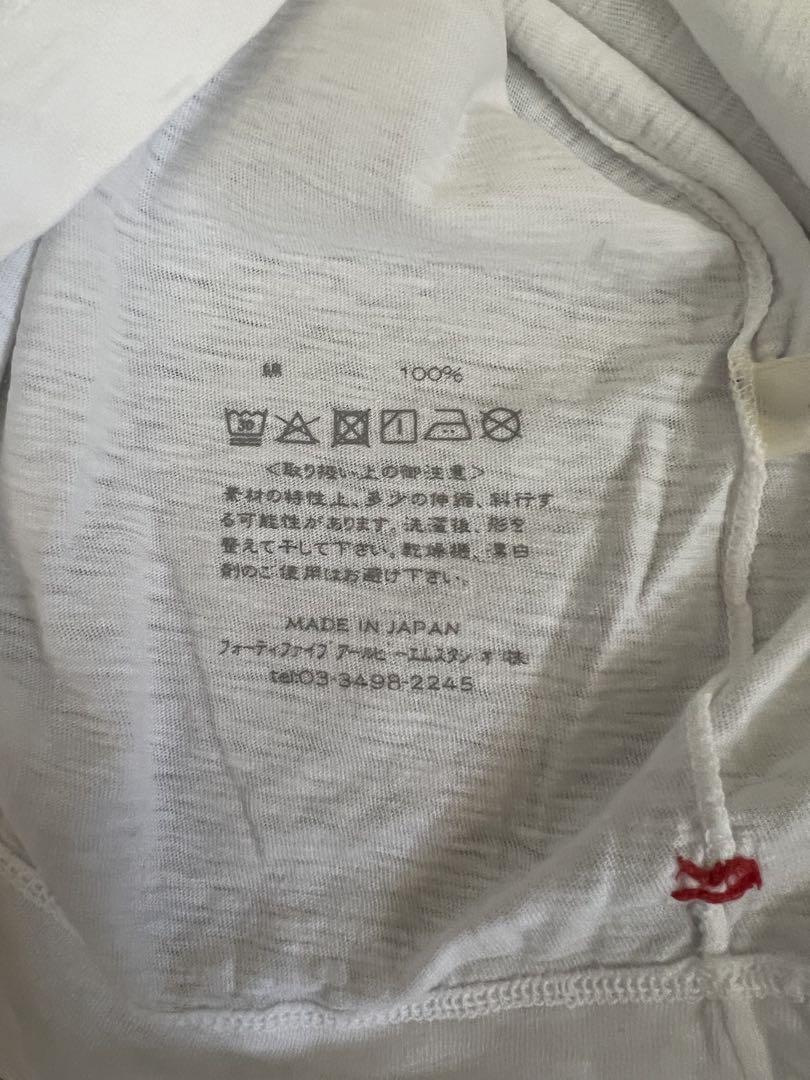 綿 100%
30
<取り扱い上の御注意>
素材の特性上、多少の伸縮、斜行す
る可能性があります。洗濯後、形を
整えて干して下さい。乾燥機、漂白
剤のご使用はお避け下さい。
MADE IN JAPAN
フォーティファイブ アールピーエムスタジオ(株)
tel:03-3498-2245